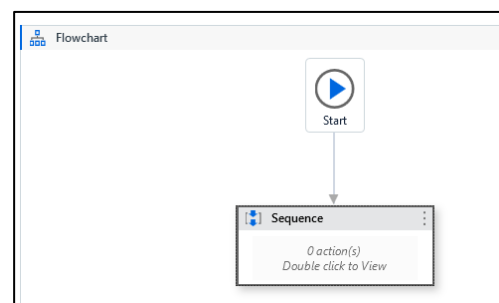 Flowchart
Start
Sequence
0 action(s)
Double click to View